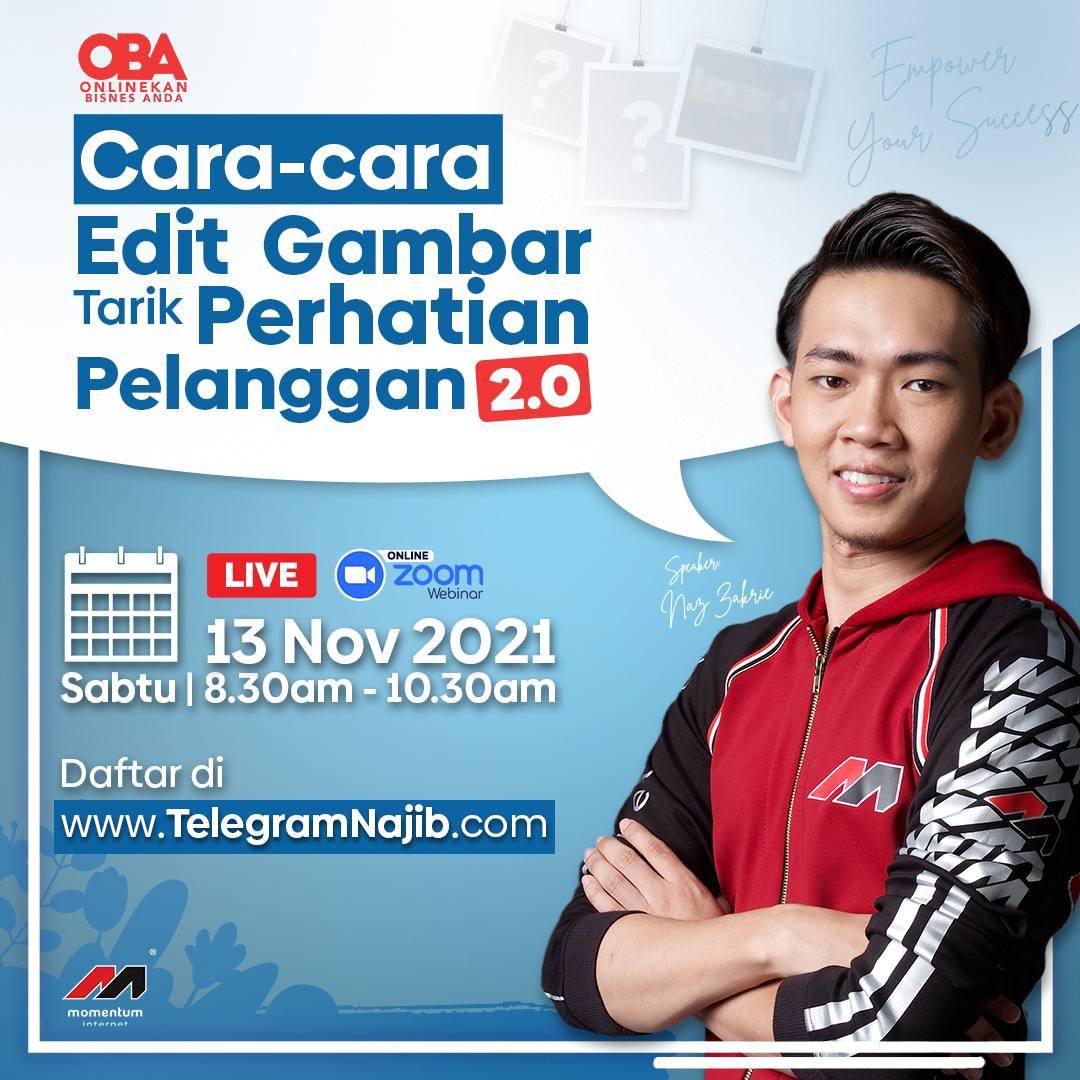 OBA
ONLINEKAN
BISNES ANDA
Empower
Your Success
?
?
Cara-cara
Edit Gambar
Tarik Perhatian
Pelanggan 2.0
Speaker:
Naz Zakrie
LIVE
ONLINE
zoom
Webinar
13 Nov 2021
Sabtu | 8.30am - 10.30am
Daftar di
www.TelegramNajib.com
®
momentum
internet